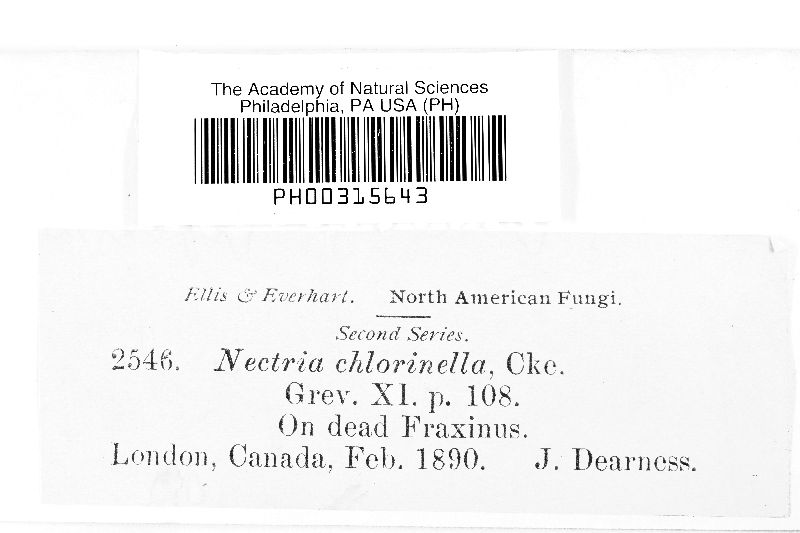 The Academy of Natural Sciences
Philadelphia, PA USA (PH)
PH00315643
Ellis & Everhart. North American Fungi.
Second Series.
2546. Nectria chlorinella, Cke.
Grev. XI. p. 108.
On dead Fraxinus.
London, Canada, Feb. 1890. J. Dearness.